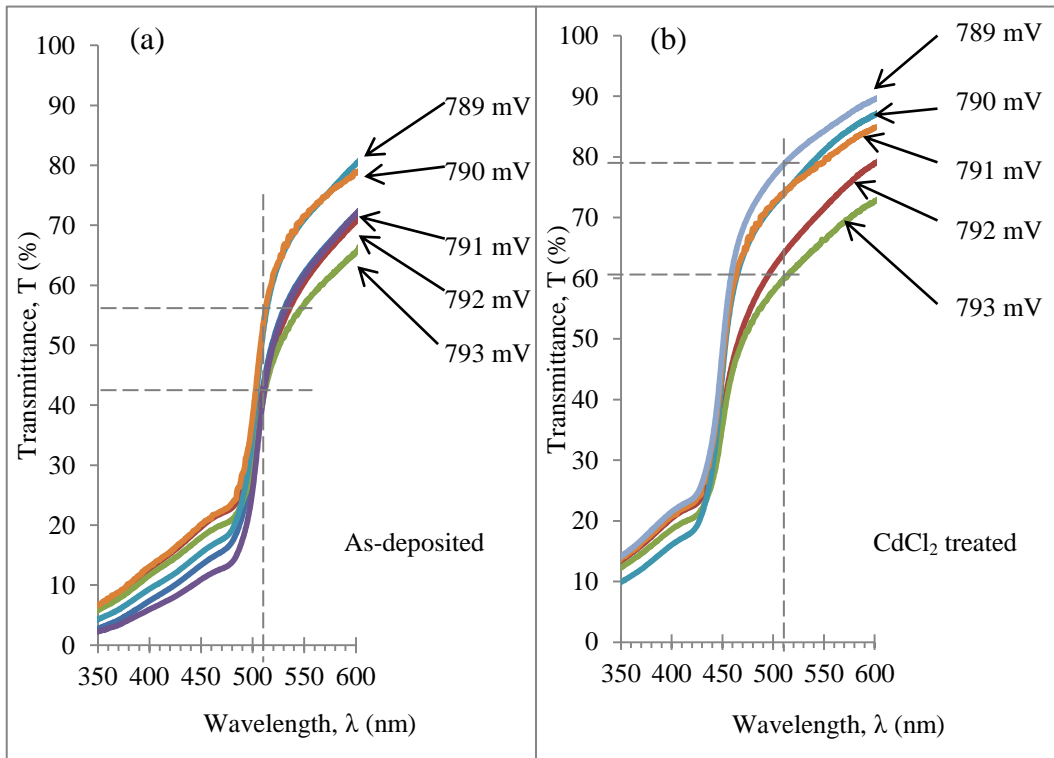 (a)
Transmittance, T (%)
100
90
80
70
60
50
40
30
20
10
0
350 400 450 500 550 600
Wavelength, λ (nm)
789 mV
790 mV
791 mV
792 mV
793 mV
As-deposited
(b)
Transmittance, T (%)
100
90
80
70
60
50
40
30
20
10
0
350 400 450 500 550 600
Wavelength, λ (nm)
789 mV
790 mV
791 mV
792 mV
793 mV
CdCl₂ treated